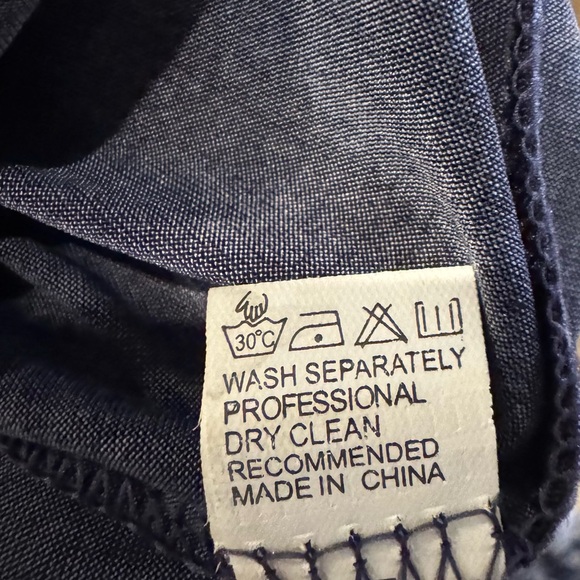 30°C
WASH SEPARATELY
PROFESSIONAL
DRY CLEAN
RECOMMENDED
MADE IN CHINA